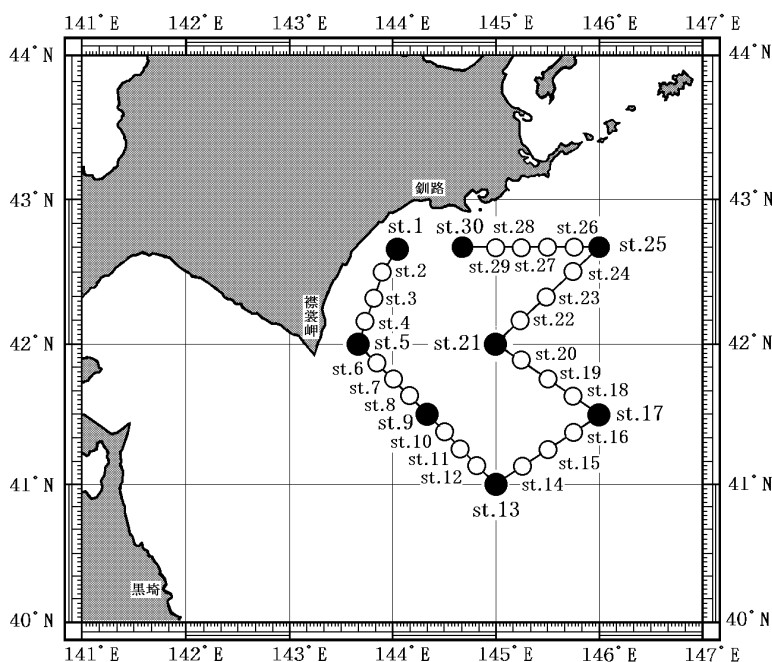 141° E 142° E 143° E 144° E 145° E 146° E 147° E
44° N 44° N
釧路
43° N 43° N
st.1 st.30 st.28 st.26
st.25
st.2 st.29 st.27 st.24
襟裳岬
st.3 st.23
st.4 st.22
42° N st.5 st.21 42° N
st.6 st.20
st.7 st.19
st.8 st.18
st.9 st.17
st.10 st.16
st.11 st.15
st.12 st.14
41° N 41° N
st.13
黒埼
40° N 40° N
141° E 142° E 143° E 144° E 145° E 146° E 147° E